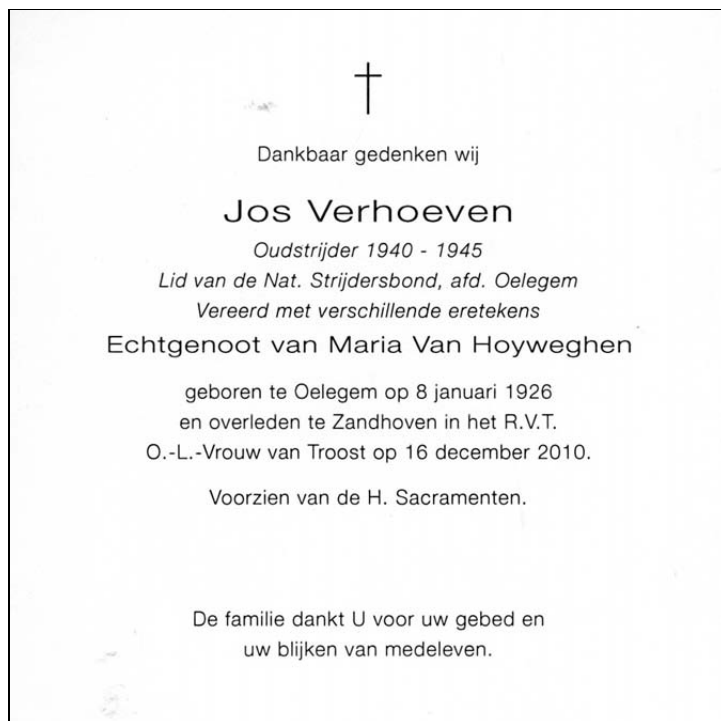 Dankbaar gedenken wij
Jos Verhoeven
Oudstrijder 1940 - 1945
Lid van de Nat. Strijdersbond, afd. Oelegem
Vereerd met verschillende eretekens
Echtgenoot van Maria Van Hoyweghen
geboren te Oelegem op 8 januari 1926
en overleden te Zandhoven in het R.V.T.
O.-L.-Vrouw van Troost op 16 december 2010.
Voorzien van de H. Sacramenten.
De familie dankt U voor uw gebed en
uw blijken van medeleven.